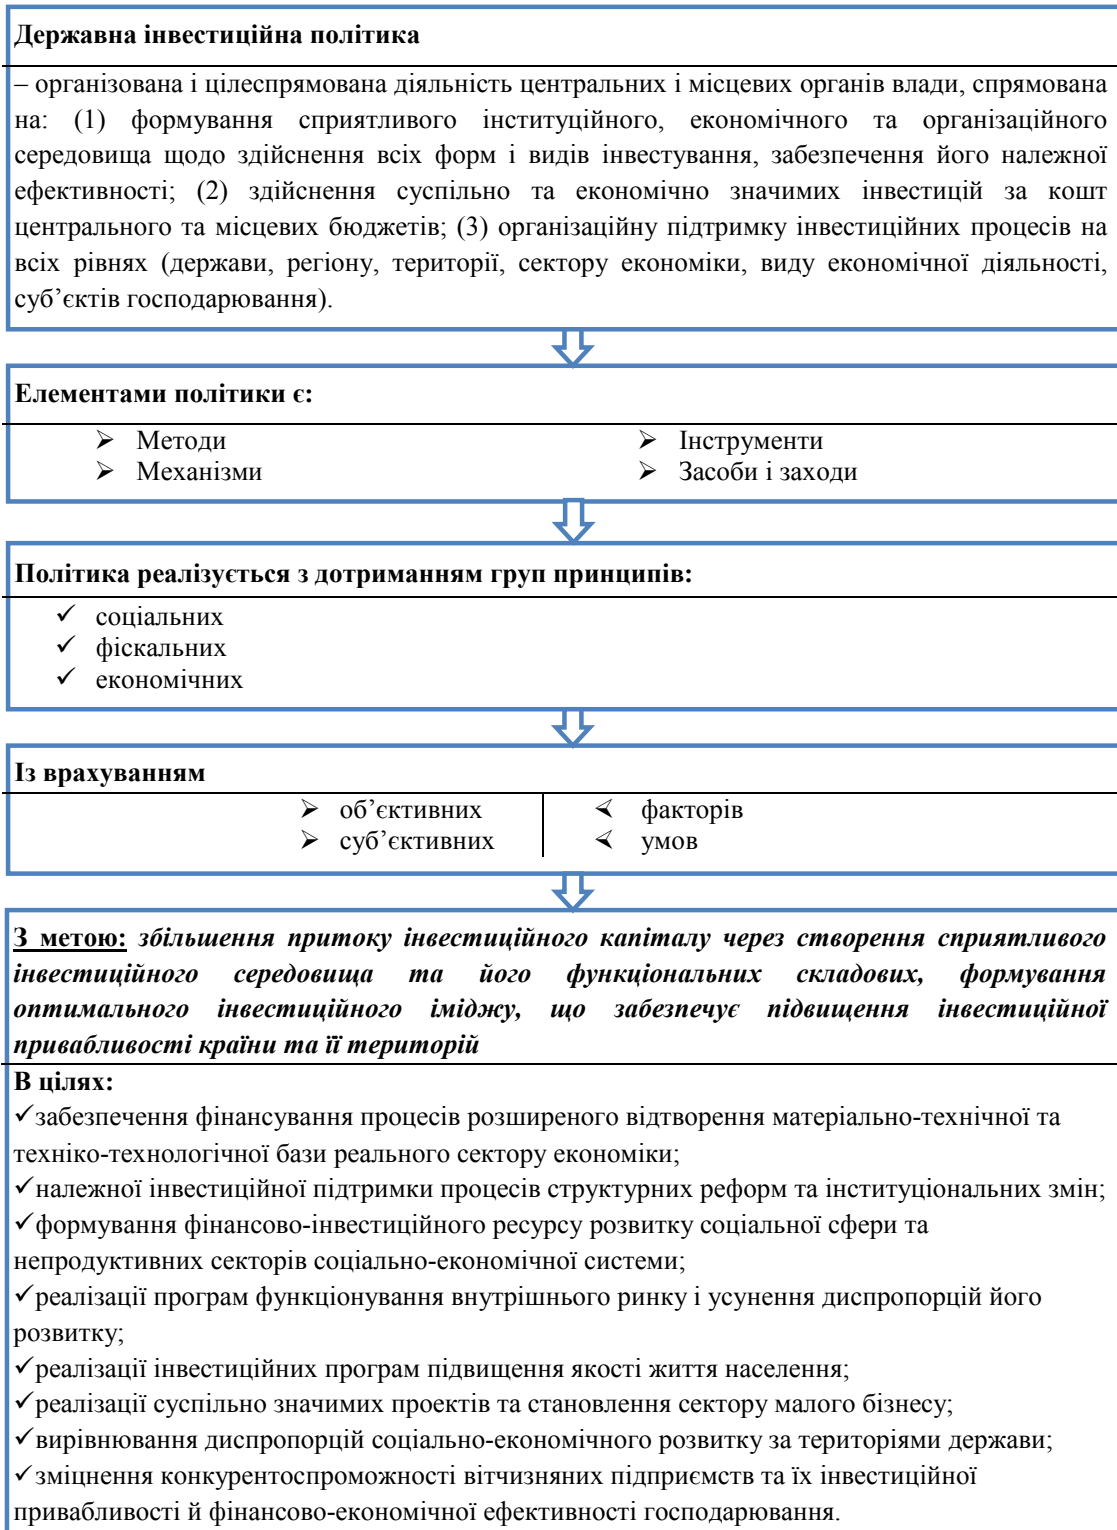 Державна інвестиційна політика
– організована і цілеспрямована діяльність центральних і місцевих органів влади, спрямована
на: (1) формування сприятливого інституційного, економічного та організаційного
середовища щодо здійснення всіх форм і видів інвестування, забезпечення його належної
ефективності; (2) здійснення суспільно та економічно значимих інвестицій за кошт
центрального та місцевих бюджетів; (3) організаційну підтримку інвестиційних процесів на
всіх рівнях (держави, регіону, території, сектору економіки, виду економічної діяльності,
суб’єктів господарювання).
Елементами політики є:
➢ Методи
➢ Механізми
➢ Інструменти
➢ Засоби і заходи
Політика реалізується з дотриманням груп принципів:
✓ соціальних
✓ фіскальних
✓ економічних
Із врахуванням
➢ об’єктивних
➢ суб’єктивних
⮘ факторів
⮘ умов
З метою: збільшення притоку інвестиційного капіталу через створення сприятливого
інвестиційного середовища та його функціональних складових, формування
оптимального інвестиційного іміджу, що забезпечує підвищення інвестиційної
привабливості країни та її територій
В цілях:
✓забезпечення фінансування процесів розширеного відтворення матеріально-технічної та
техніко-технологічної бази реального сектору економіки;
✓належної інвестиційної підтримки процесів структурних реформ та інституціональних змін;
✓формування фінансово-інвестиційного ресурсу розвитку соціальної сфери та
непродуктивних секторів соціально-економічної системи;
✓реалізації програм функціонування внутрішнього ринку і усунення диспропорцій його
розвитку;
✓реалізації інвестиційних програм підвищення якості життя населення;
✓реалізації суспільно значимих проектів та становлення сектору малого бізнесу;
✓вирівнювання диспропорцій соціально-економічного розвитку за територіями держави;
✓зміцнення конкурентоспроможності вітчизняних підприємств та їх інвестиційної
привабливості й фінансово-економічної ефективності господарювання.